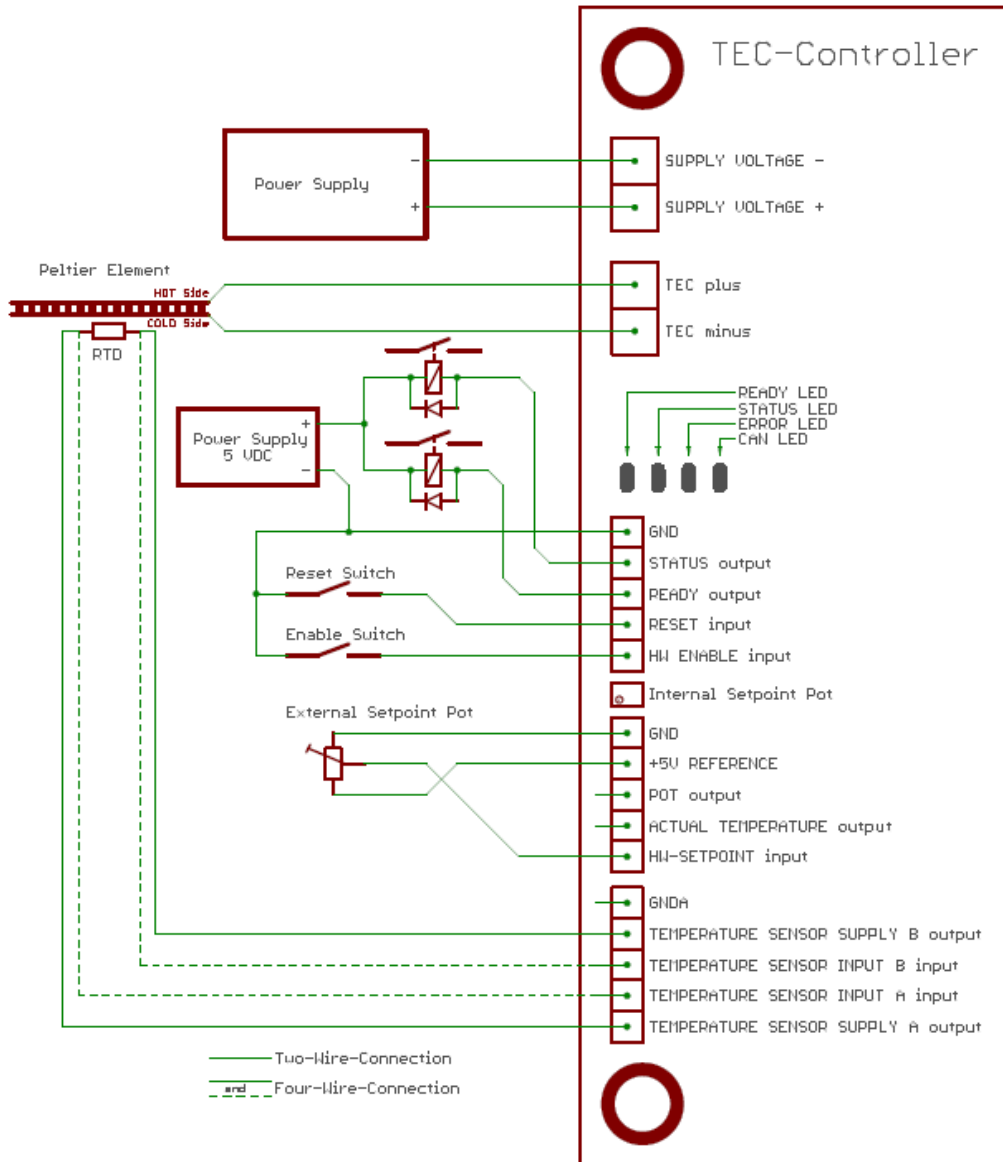 TEC-Controller
SUPPLY VOLTAGE -
SUPPLY VOLTAGE +
Power Supply
-
+
Peltier Element
HOT Side
COLD Side
RTD
TEC plus
TEC minus
READY LED
STATUS LED
ERROR LED
CAN LED
Power Supply
5 VDC
+
-
GND
STATUS output
READY output
RESET input
HW ENABLE input
Reset Switch
Enable Switch
Internal Setpoint Pot
External Setpoint Pot
GND
+5V REFERENCE
POT output
ACTUAL TEMPERATURE output
HW-SETPOINT input
GNDA
TEMPERATURE SENSOR SUPPLY B output
TEMPERATURE SENSOR INPUT B input
TEMPERATURE SENSOR INPUT A input
TEMPERATURE SENSOR SUPPLY A output
Two-Wire-Connection
and Four-Wire-Connection